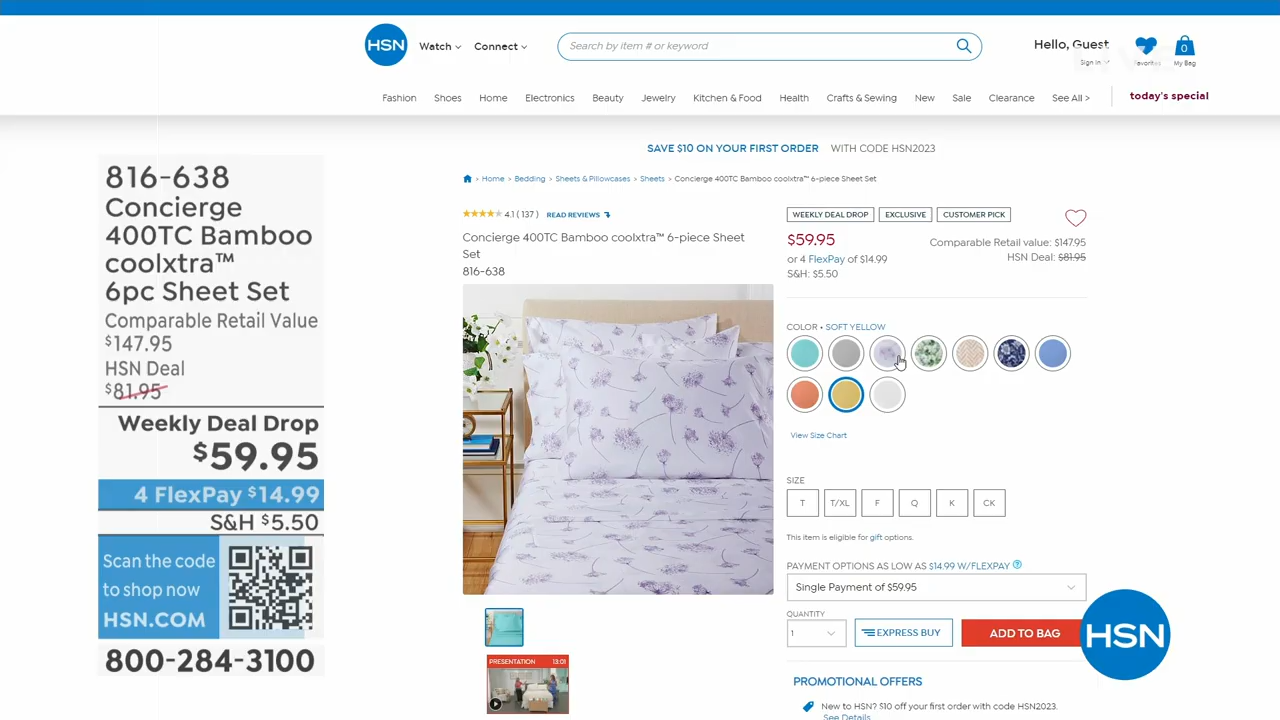 HSN
Watch
Connect
Search by item # or keyword
Hello, Guest
Sign In
Favorites
0
My Bag
Fashion
Shoes
Home
Electronics
Beauty
Jewelry
Kitchen & Food
Health
Crafts & Sewing
New
Sale
Clearance
See All >
today's special
SAVE $10 ON YOUR FIRST ORDER WITH CODE HSN2023
Home > Bedding > Sheets & Pillowcases > Sheets > Concierge 400TC Bamboo coolxtra™ 6-piece Sheet Set
816-638
Concierge
400TC Bamboo
coolxtra™
6pc Sheet Set
Comparable Retail Value
$147.95
HSN Deal
$81.95
Weekly Deal Drop
$59.95
4 FlexPay $14.99
S&H $5.50
Scan the code
to shop now
HSN.COM
800-284-3100
4.1 ( 137 ) READ REVIEWS
Concierge 400TC Bamboo coolxtra™ 6-piece Sheet
Set
816-638
PRESENTATION 13:01
WEEKLY DEAL DROP
EXCLUSIVE
CUSTOMER PICK
$59.95
Comparable Retail value: $147.95
or 4 FlexPay of $14.99
HSN Deal: $81.95
S&H: $5.50
COLOR • SOFT YELLOW
View Size Chart
SIZE
T
T/XL
F
Q
K
CK
This item is eligible for gift options.
PAYMENT OPTIONS AS LOW AS $14.99 W/FLEXPAY
Single Payment of $59.95
QUANTITY
1
EXPRESS BUY
ADD TO BAG
HSN
PROMOTIONAL OFFERS
New to HSN? $10 off your first order with code HSN2023.
See Details